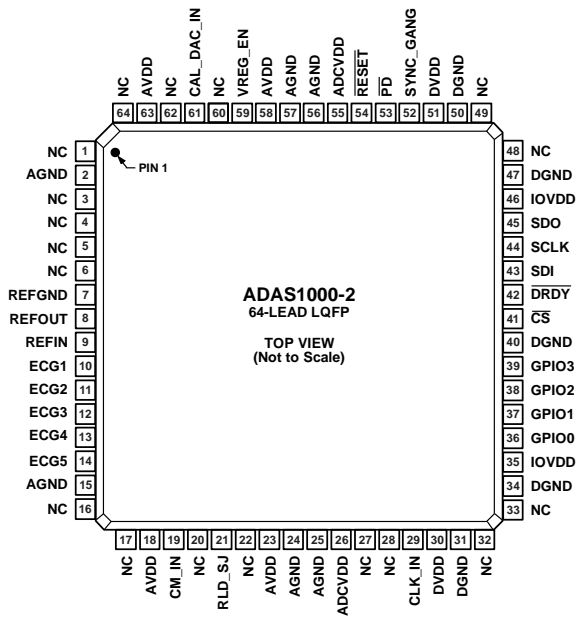 NC
AVDD
NC
CAL_DAC_IN
NC
VREG_EN
AVDD
AGND
AGND
ADCVDD
RESET
PD
SYNC_GANG
DVDD
DGND
NC
64
63
62
61
60
59
58
57
56
55
54
53
52
51
50
49
NC 1
AGND 2
NC 3
NC 4
NC 5
NC 6
REFGND 7
REFOUT 8
REFIN 9
ECG1 10
ECG2 11
ECG3 12
ECG4 13
ECG5 14
AGND 15
NC 16
PIN 1
ADAS1000-2
64-LEAD LQFP
TOP VIEW
(Not to Scale)
48 NC
47 DGND
46 IOVDD
45 SDO
44 SCLK
43 SDI
42 DRDY
41 CS
40 DGND
39 GPIO3
38 GPIO2
37 GPIO1
36 GPIO0
35 IOVDD
34 DGND
33 NC
17
18
19
20
21
22
23
24
25
26
27
28
29
30
31
32
NC
AVDD
CM_IN
NC
RLD_SJ
NC
AVDD
AGND
AGND
ADCVDD
NC
NC
CLK_IN
DVDD
DGND
NC